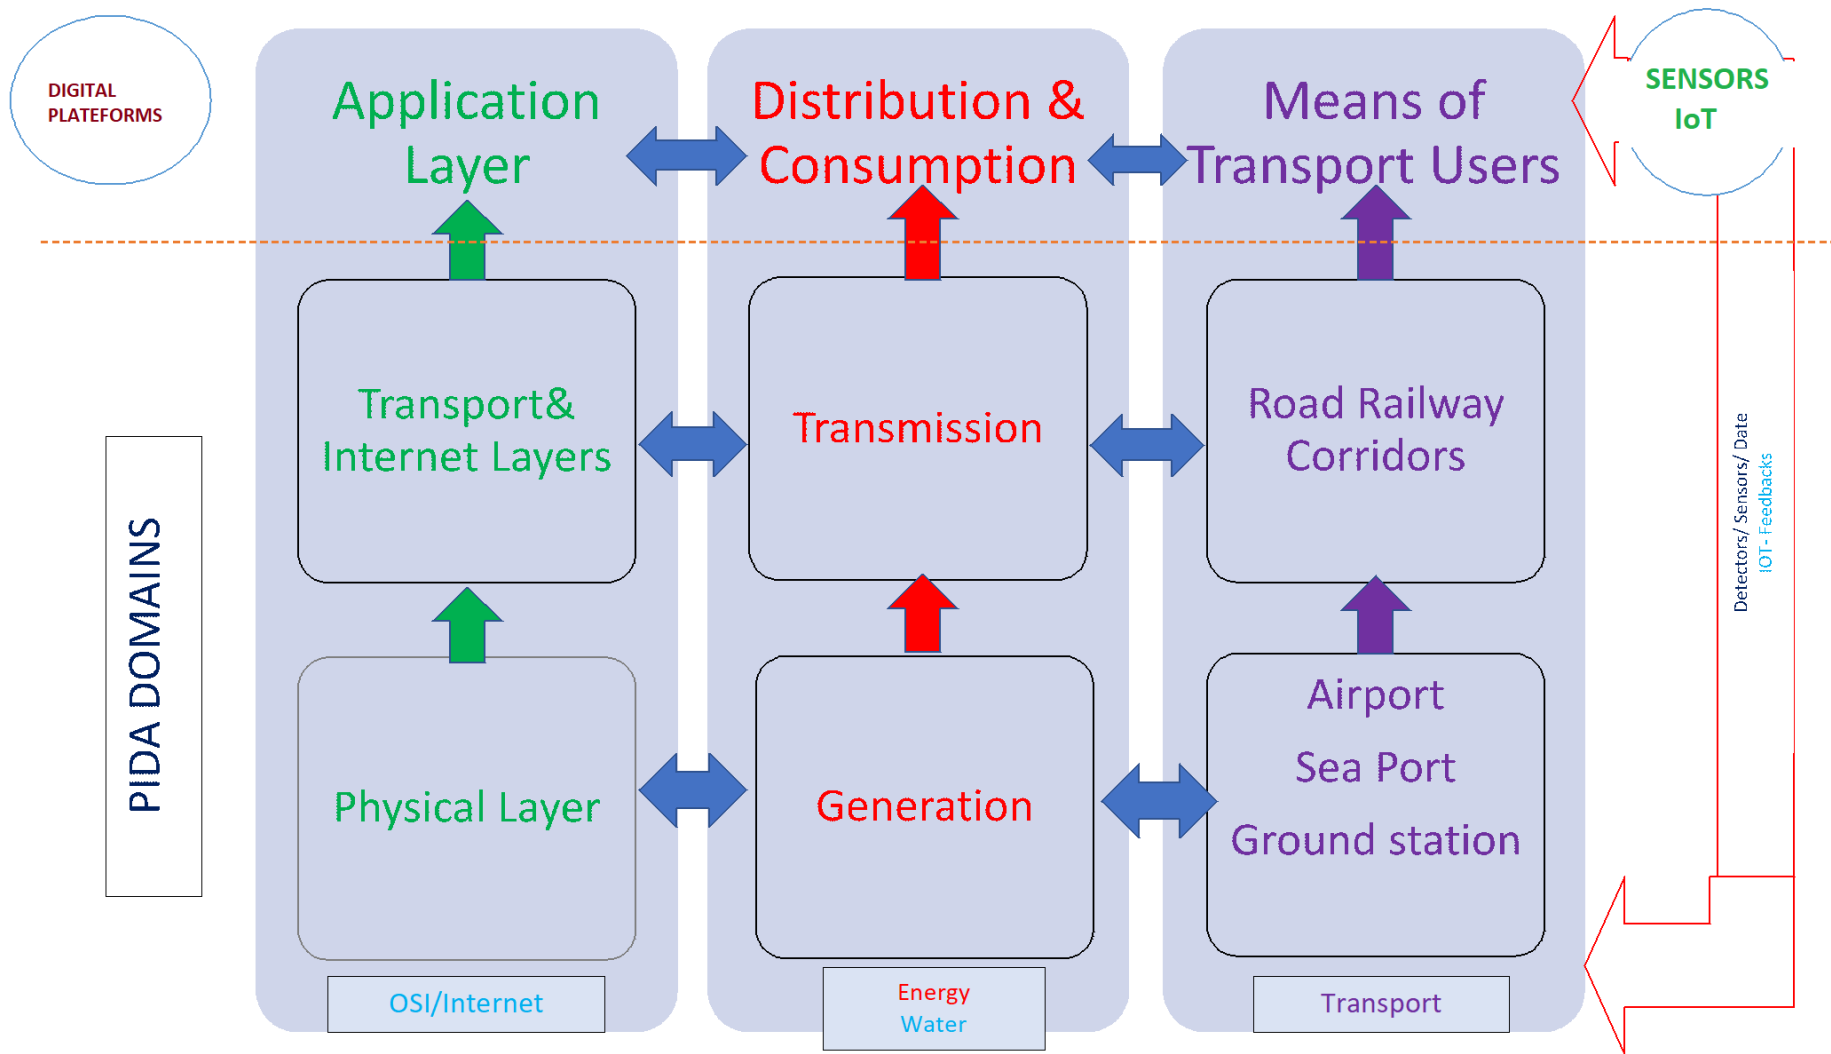 DIGITAL
PLATEFORMS
Application
Layer
Distribution &
Consumption
Means of
Transport Users
SENSORS
IoT
Transport&
Internet Layers
Transmission
Road Railway
Corridors
Detectors/ Sensors/ Date
IOT- Feedbacks
PIDA DOMAINS
Physical Layer
Generation
Airport
Sea Port
Ground station
OSI/Internet
Energy
Water
Transport